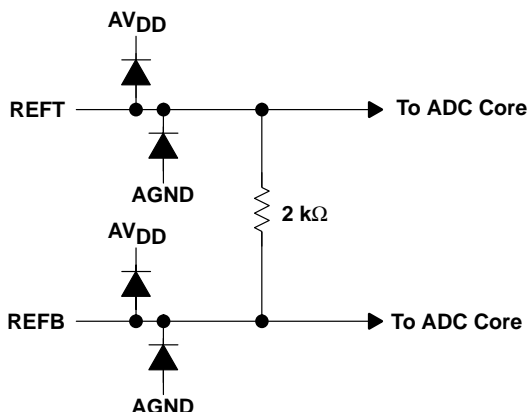 AVDD
REFT
To ADC Core
AGND
2 kΩ
AVDD
REFB
To ADC Core
AGND